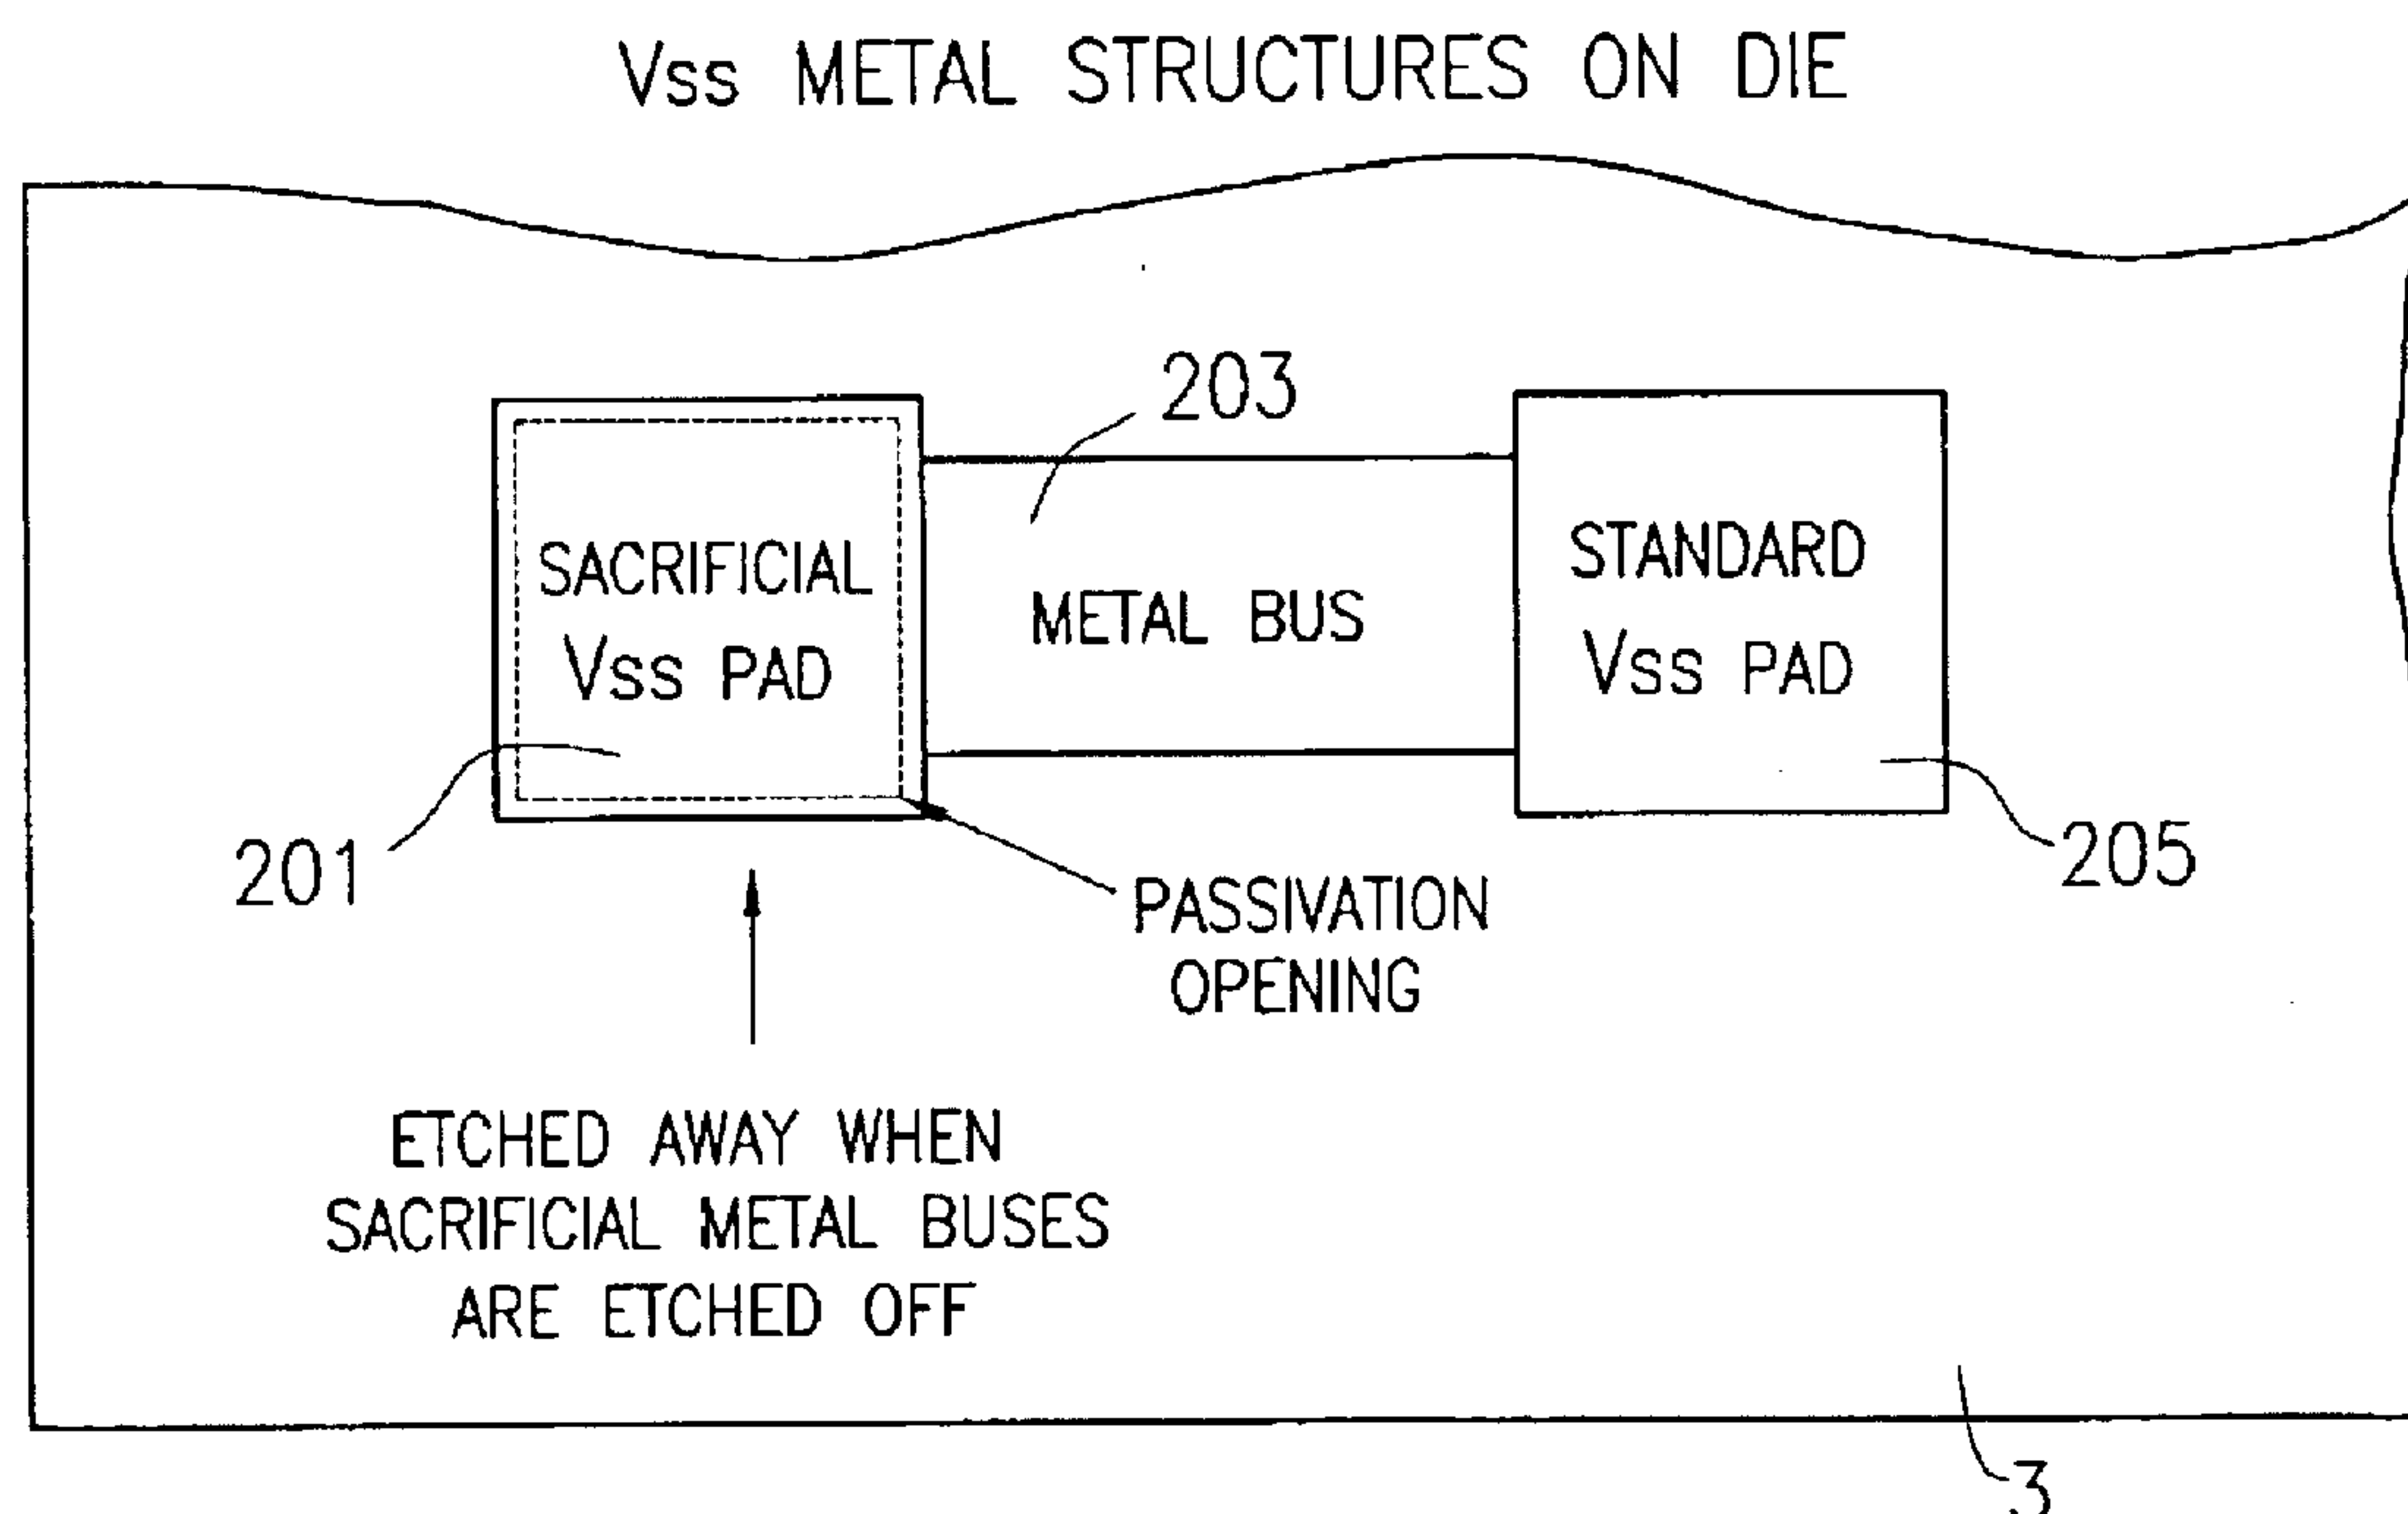 Vss METAL STRUCTURES ON DIE
203
SACRIFICIAL
Vss PAD
METAL BUS
STANDARD
Vss PAD
201
205
PASSIVATION
OPENING
ETCHED AWAY WHEN
SACRIFICIAL METAL BUSES
ARE ETCHED OFF
3